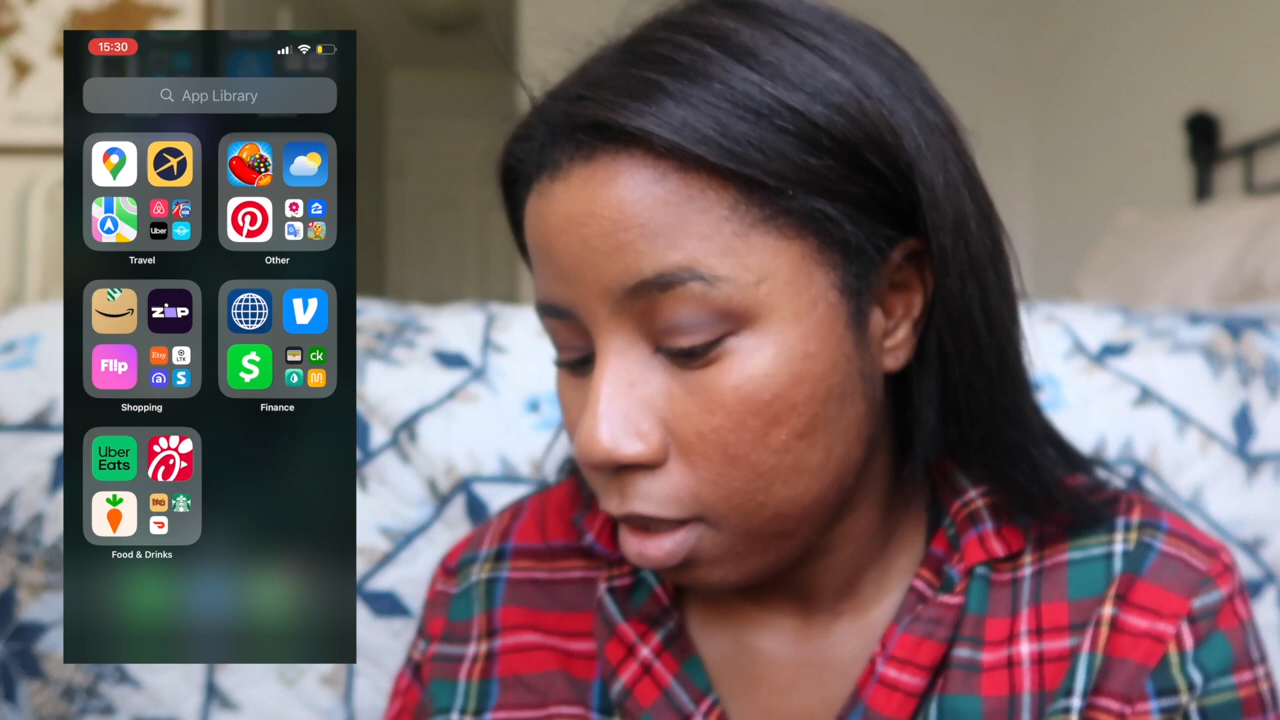 15:30
App Library
Uber
Travel
Other
zip
Flip
Etsy
LTK
ck
Shopping
Finance
Uber
Eats
Food & Drinks